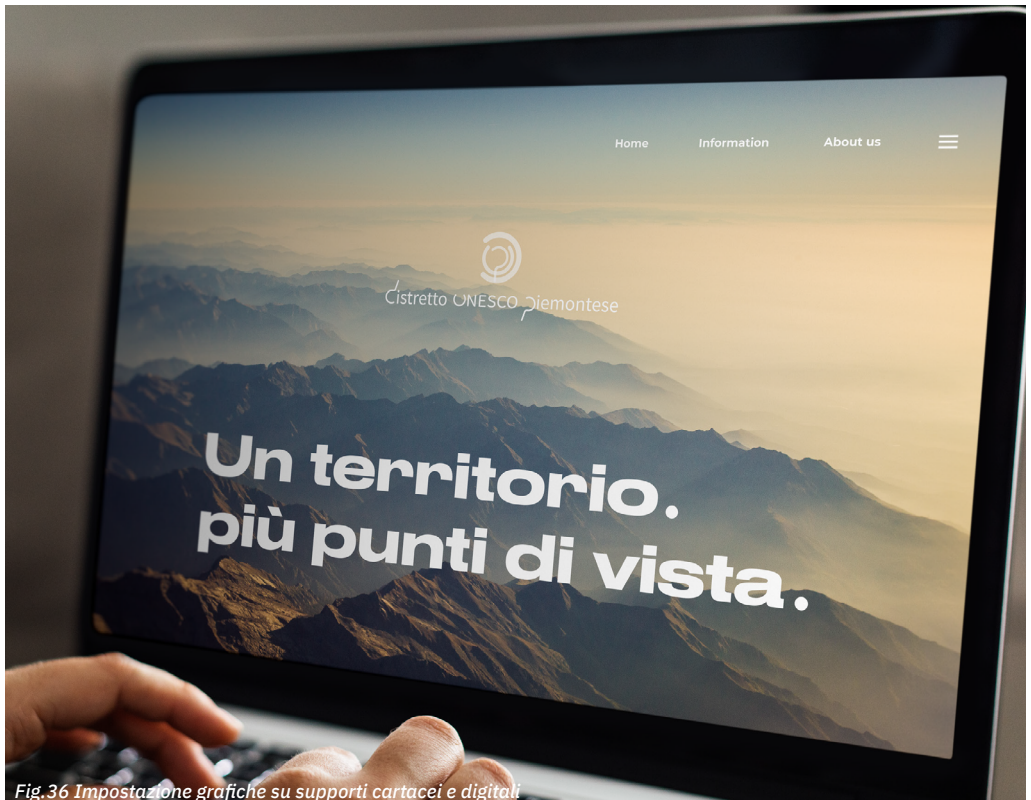 Home Information About us
Distretto UNESCO Piemontese
Un territorio.
più punti di vista.
Fig.36 Impostazione grafiche su supporti cartacei e digitali